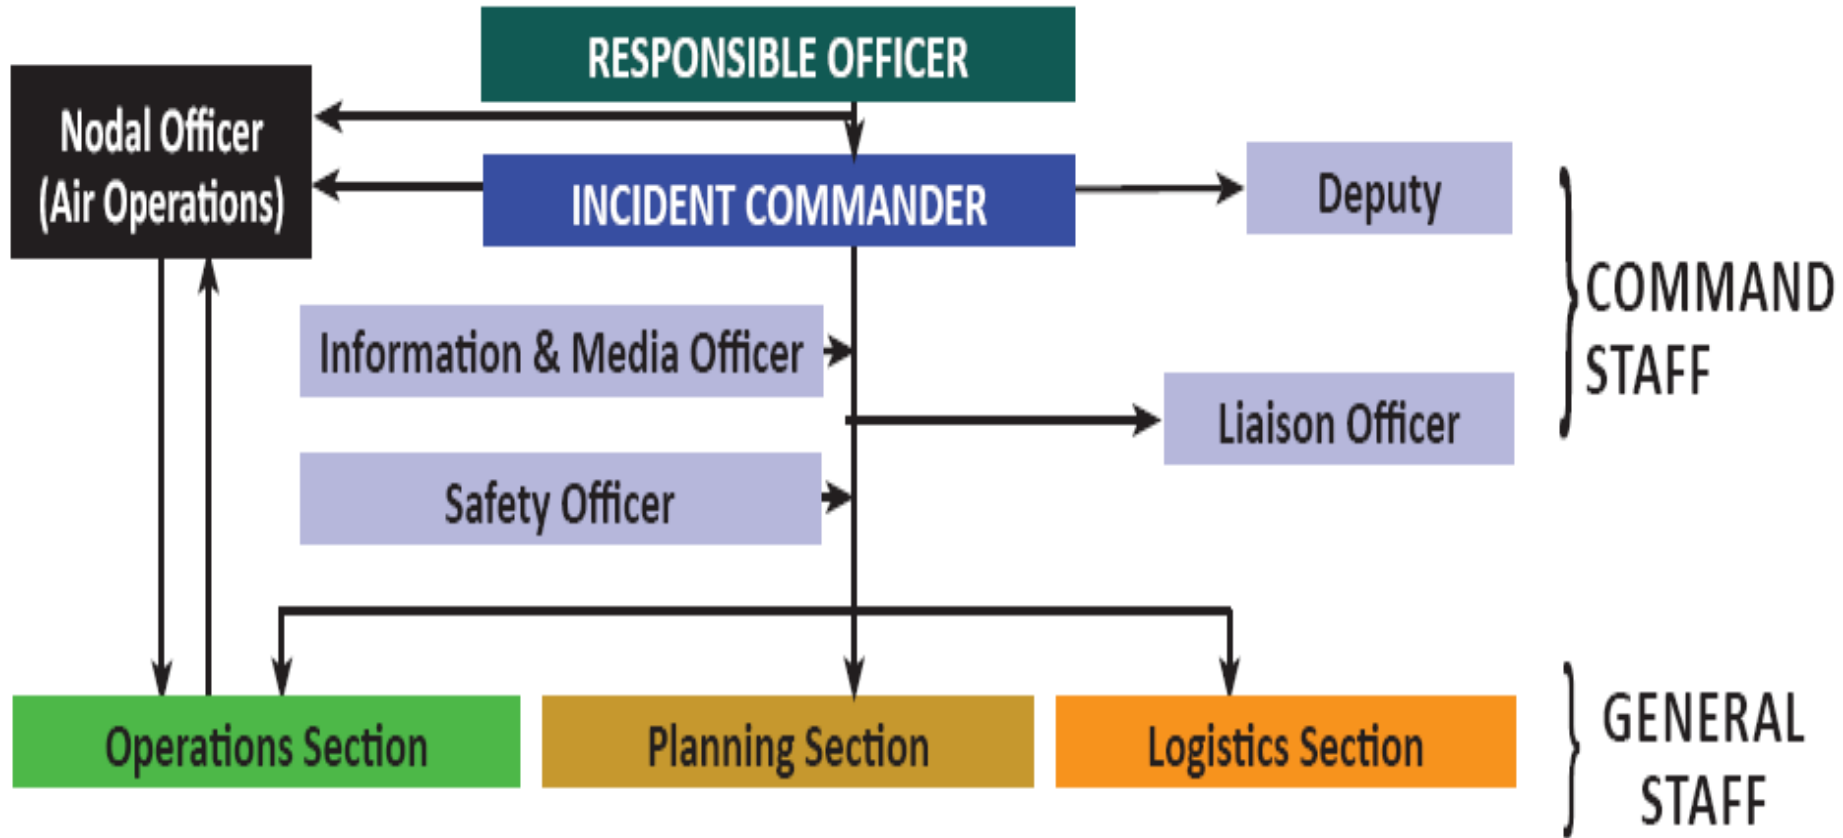 RESPONSIBLE OFFICER
Nodal Officer
(Air Operations)
INCIDENT COMMANDER
Deputy
COMMAND
STAFF
Information & Media Officer
Liaison Officer
Safety Officer
Operations Section
Planning Section
Logistics Section
GENERAL
STAFF